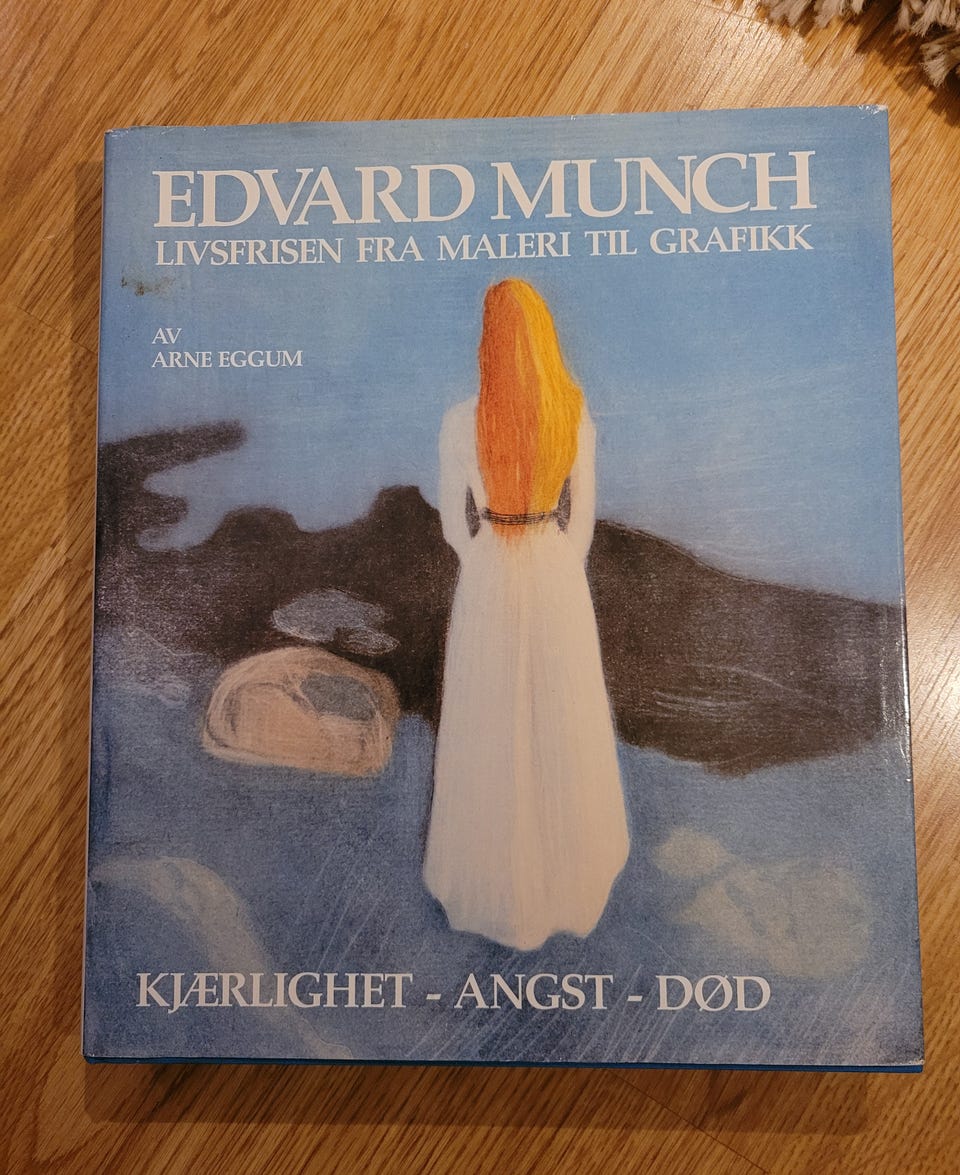 EDVARD MUNCH
LIVSFRISEN FRA MALERI TIL GRAFIKK
AV
ARNE EGGUM
KJÆRLIGHET - ANGST - DØD